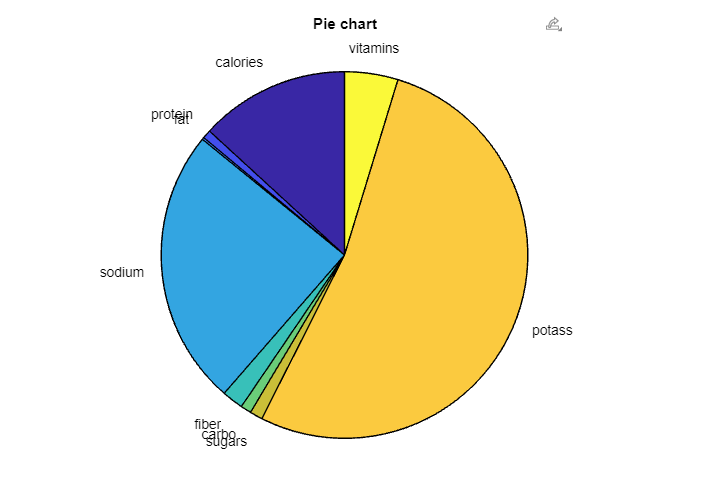 Pie chart
vitamins
calories
protein
fat
sodium
potass
fiber
carbo
sugars